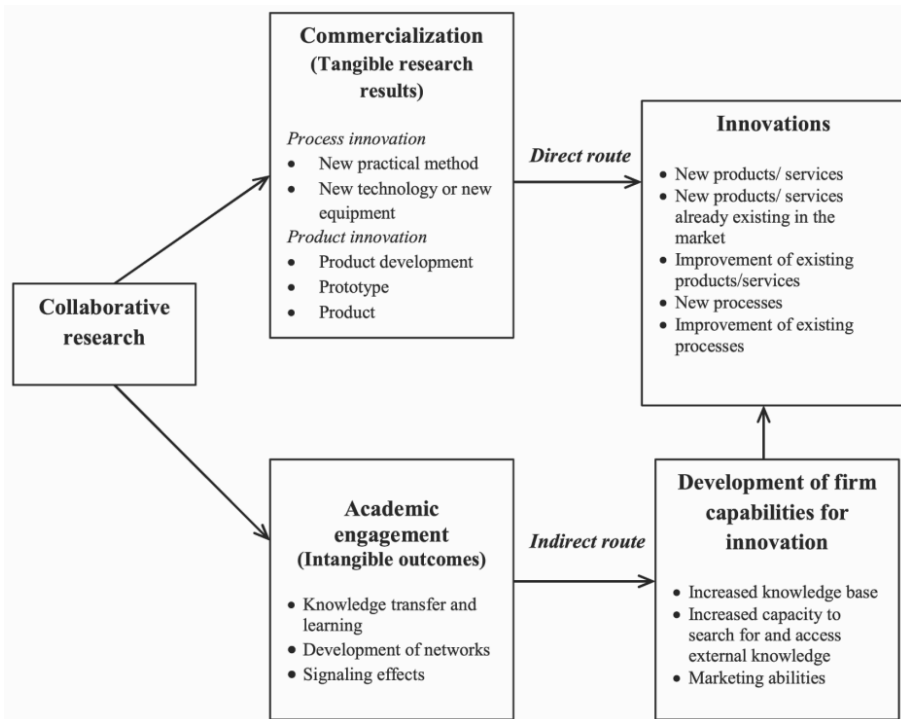 Commercialization
(Tangible research
results)
Process innovation
• New practical method
• New technology or new
equipment
Product innovation
• Product development
• Prototype
• Product
Direct route
Innovations
• New products/ services
• New products/ services
already existing in the
market
• Improvement of existing
products/services
• New processes
• Improvement of existing
processes
Collaborative
research
Academic
engagement
(Intangible outcomes)
• Knowledge transfer and
learning
• Development of networks
• Signaling effects
Indirect route
Development of firm
capabilities for
innovation
• Increased knowledge base
• Increased capacity to
search for and access
external knowledge
• Marketing abilities